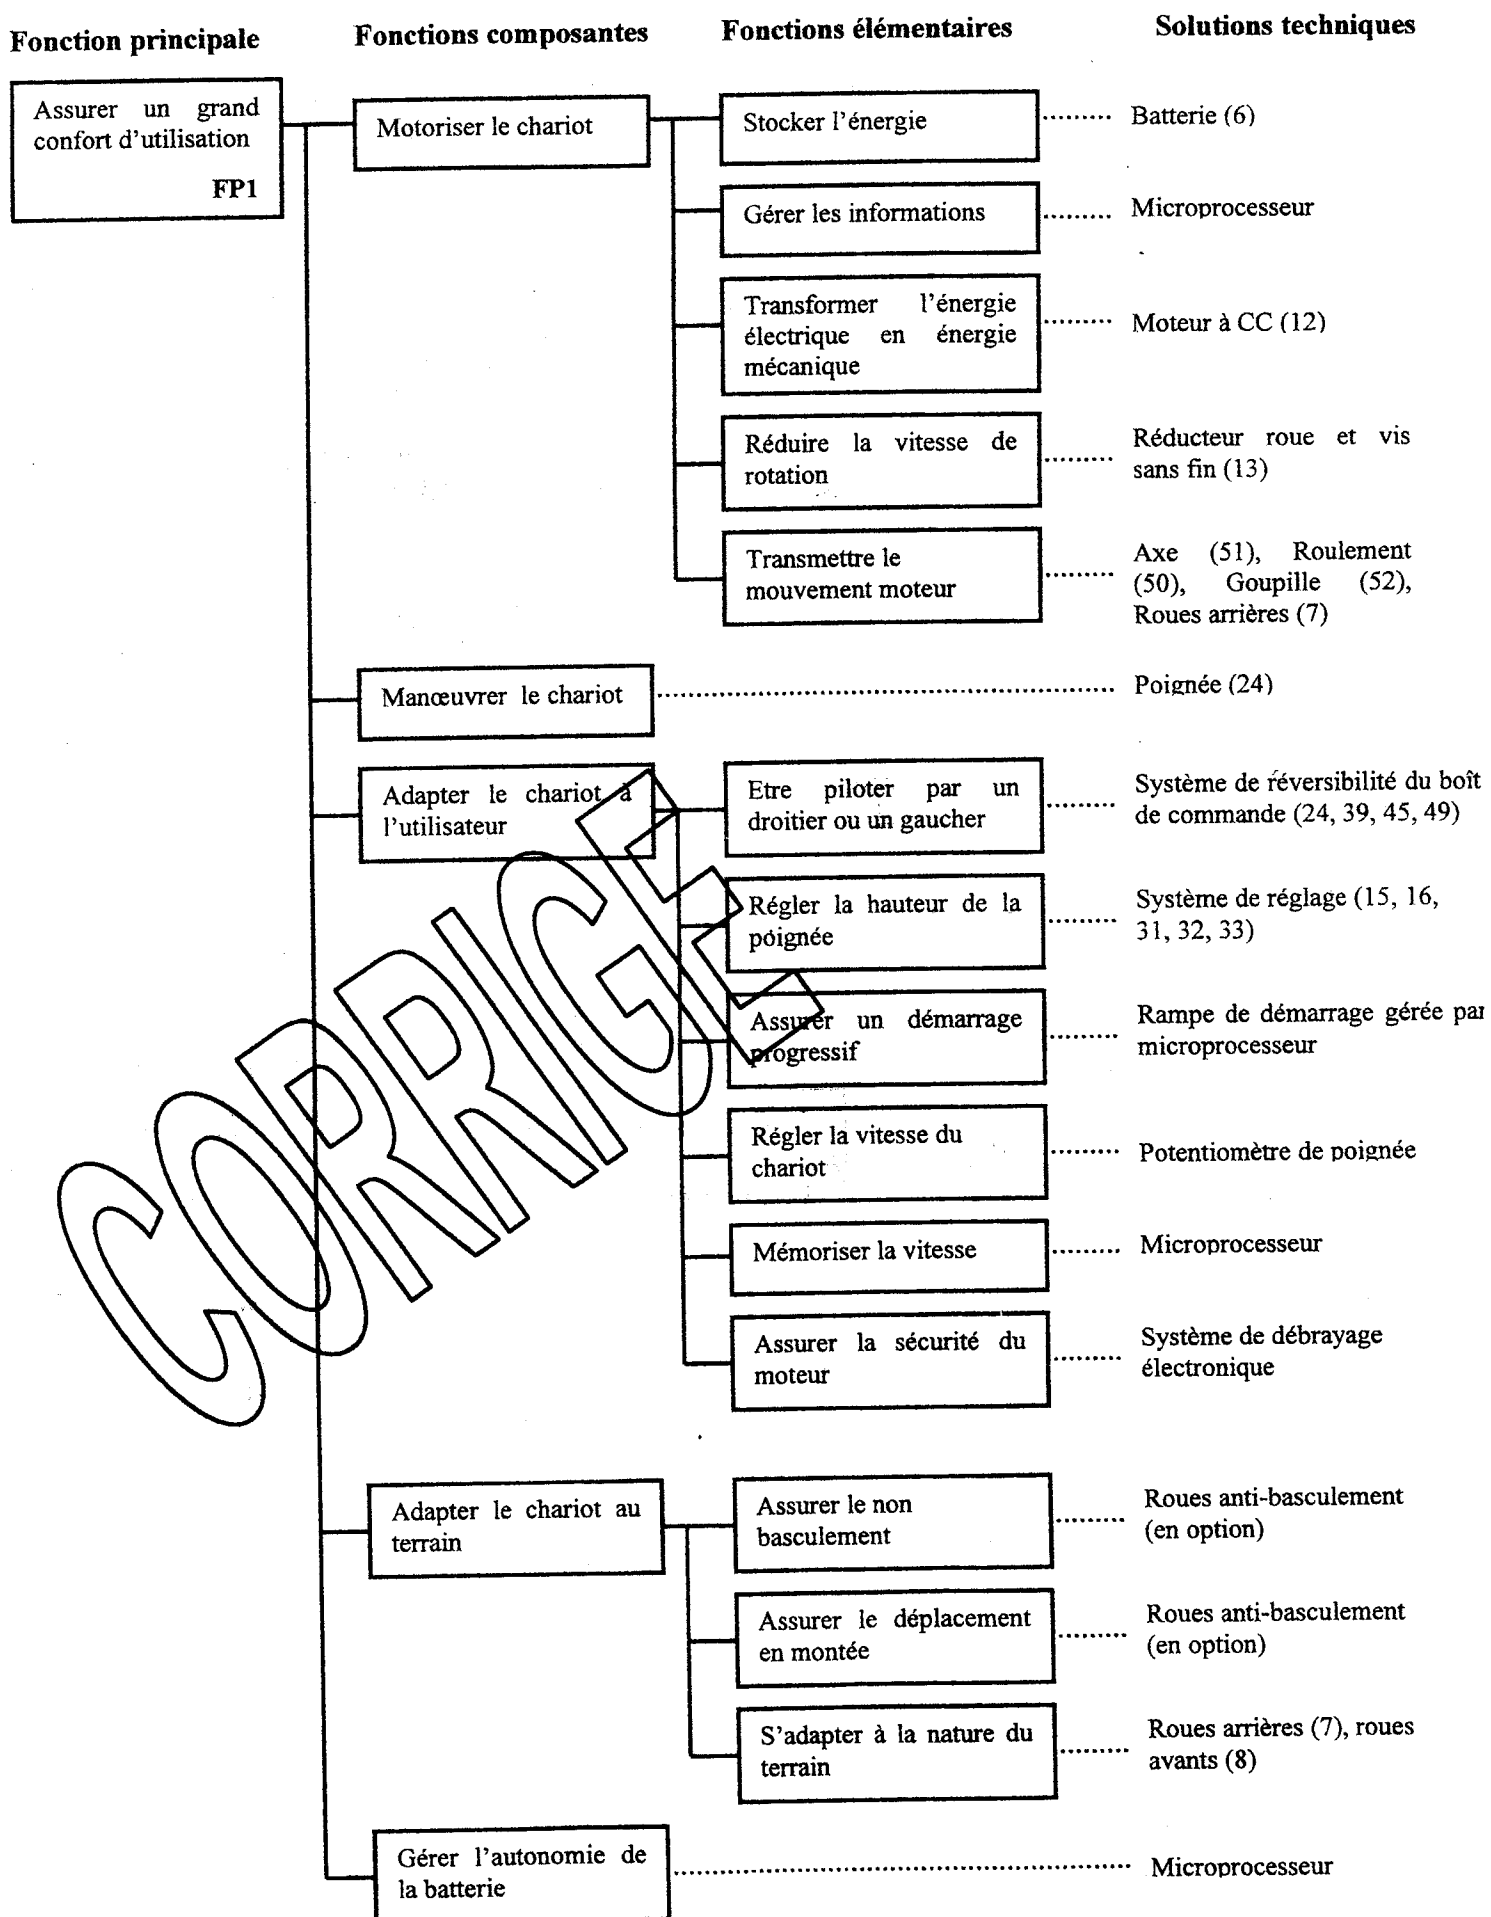 Fonction principale
Fonctions composantes
Fonctions élémentaires
Solutions techniques
Assurer un grand
confort d'utilisation
FP1
Motoriser le chariot
Stocker l'énergie
Batterie (6)
Gérer les informations
Microprocesseur
Transformer l'énergie
électrique en énergie
mécanique
Moteur à CC (12)
Réduire la vitesse de
rotation
Réducteur roue et vis
sans fin (13)
Transmettre le
mouvement moteur
Axe (51), Roulement
(50), Goupille (52),
Roues arrières (7)
Manœuvrer le chariot
Poignée (24)
Adapter le chariot à
l'utilisateur
Etre piloter par un
droitier ou un gaucher
Système de réversibilité du boît
de commande (24, 39, 45, 49)
Régler la hauteur de la
poignée
Système de réglage (15, 16,
31, 32, 33)
Assurer un démarrage
progressif
Rampe de démarrage gérée par
microprocesseur
Régler la vitesse du
chariot
Potentiomètre de poignée
Mémoriser la vitesse
Microprocesseur
Assurer la sécurité du
moteur
Système de débrayage
électronique
CORRIGE
Adapter le chariot au
terrain
Assurer le non
basculement
Roues anti-basculement
(en option)
Assurer le déplacement
en montée
Roues anti-basculement
(en option)
S'adapter à la nature du
terrain
Roues arrières (7), roues
avants (8)
Gérer l'autonomie de
la batterie
Microprocesseur